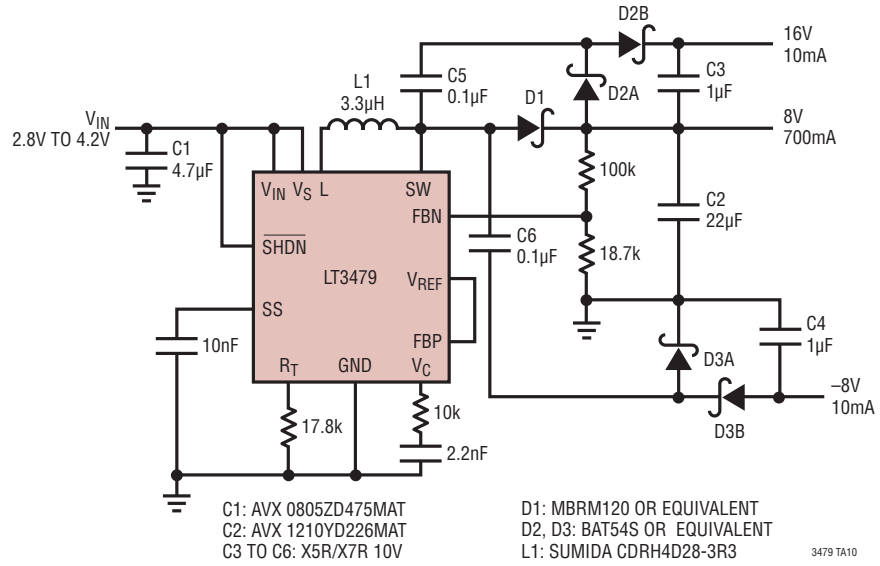 D2B
16V
10mA
C5
0.1µF
D2A
C3
1µF
L1
3.3µH
D1
V_IN
2.8V TO 4.2V
8V
700mA
C1
4.7µF
100k
V_IN V_S L SW
FBN
C2
22µF
SHDN
C6
0.1µF
18.7k
LT3479
V_REF
SS
C4
1µF
10nF
FBP
D3A
R_T GND V_C
–8V
10mA
D3B
17.8k
10k
2.2nF
C1: AVX 0805ZD475MAT
C2: AVX 1210YD226MAT
C3 TO C6: X5R/X7R 10V
D1: MBRM120 OR EQUIVALENT
D2, D3: BAT54S OR EQUIVALENT
L1: SUMIDA CDRH4D28-3R3
3479 TA10